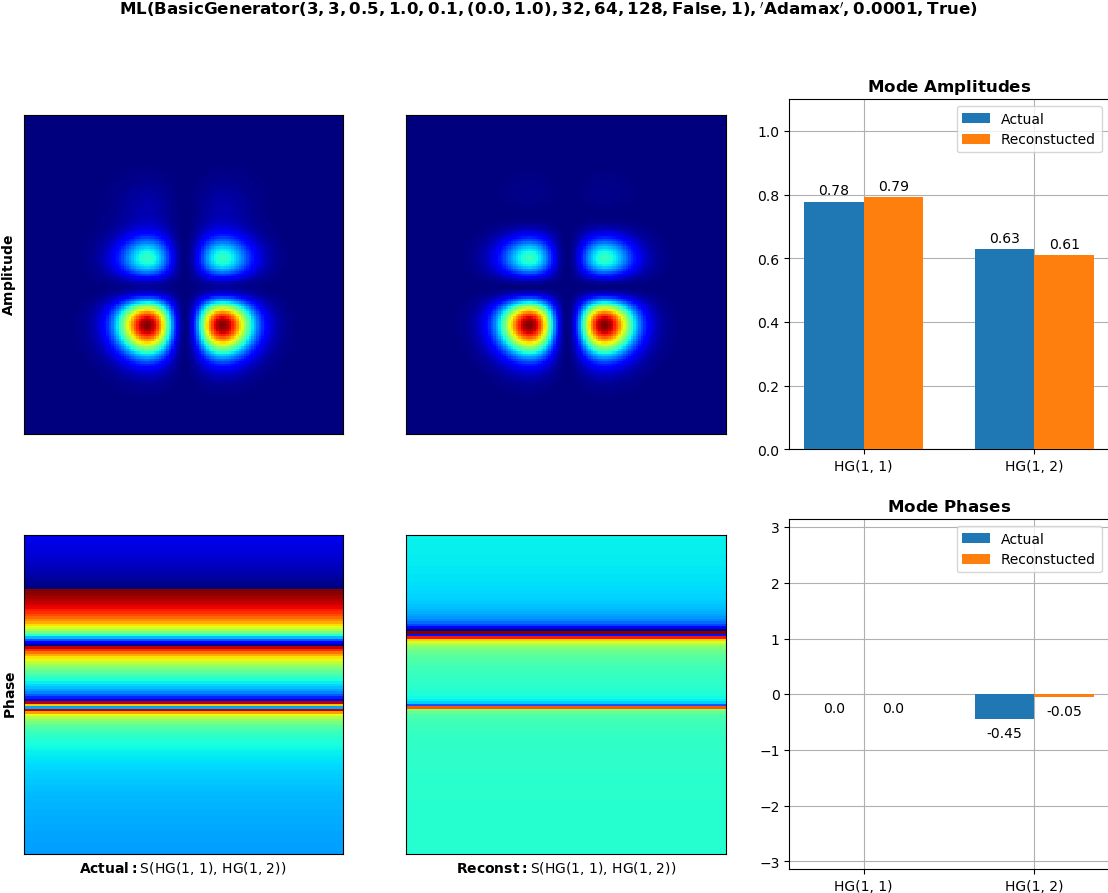 ML(BasicGenerator(3, 3, 0.5, 1.0, 0.1, (0.0, 1.0), 32, 64, 128, False, 1), 'Adamax', 0.0001, True)
Amplitude
Mode Amplitudes
Actual
Reconstucted
1.0
0.8
0.6
0.4
0.2
0.0
0.78
0.79
0.63
0.61
HG(1, 1)
HG(1, 2)
Phase
Actual: S(HG(1, 1), HG(1, 2))
Reconst: S(HG(1, 1), HG(1, 2))
Mode Phases
Actual
Reconstucted
3
2
1
0
−1
−2
−3
0.0
0.0
-0.45
-0.05
HG(1, 1)
HG(1, 2)